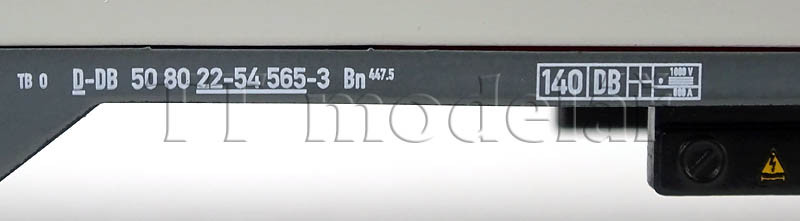 TB 0 D-DB 50 80 22-54 565-3 Bn 447.5
140 DB 1000 V
800 A
TT modelar